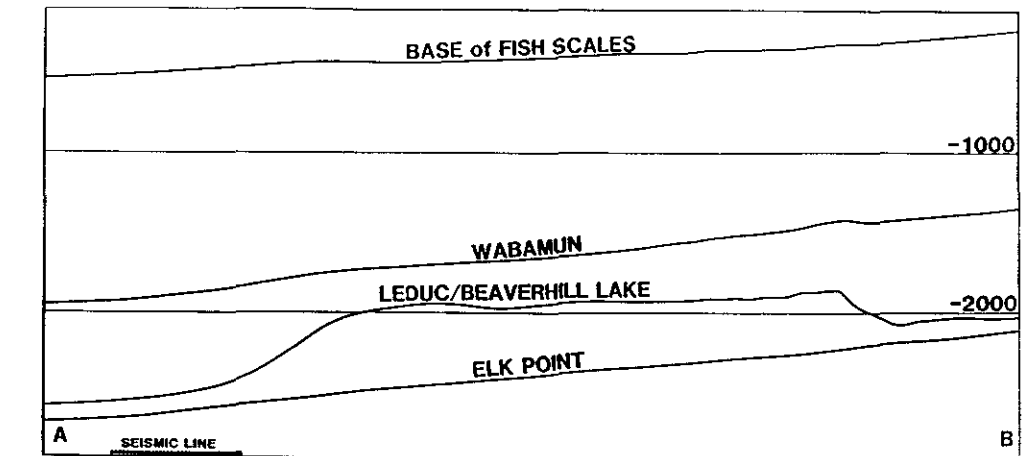 BASE of FISH SCALES
-1000
WABAMUN
LEDUC/BEAVERHILL LAKE
-2000
ELK POINT
A
SEISMIC LINE
B